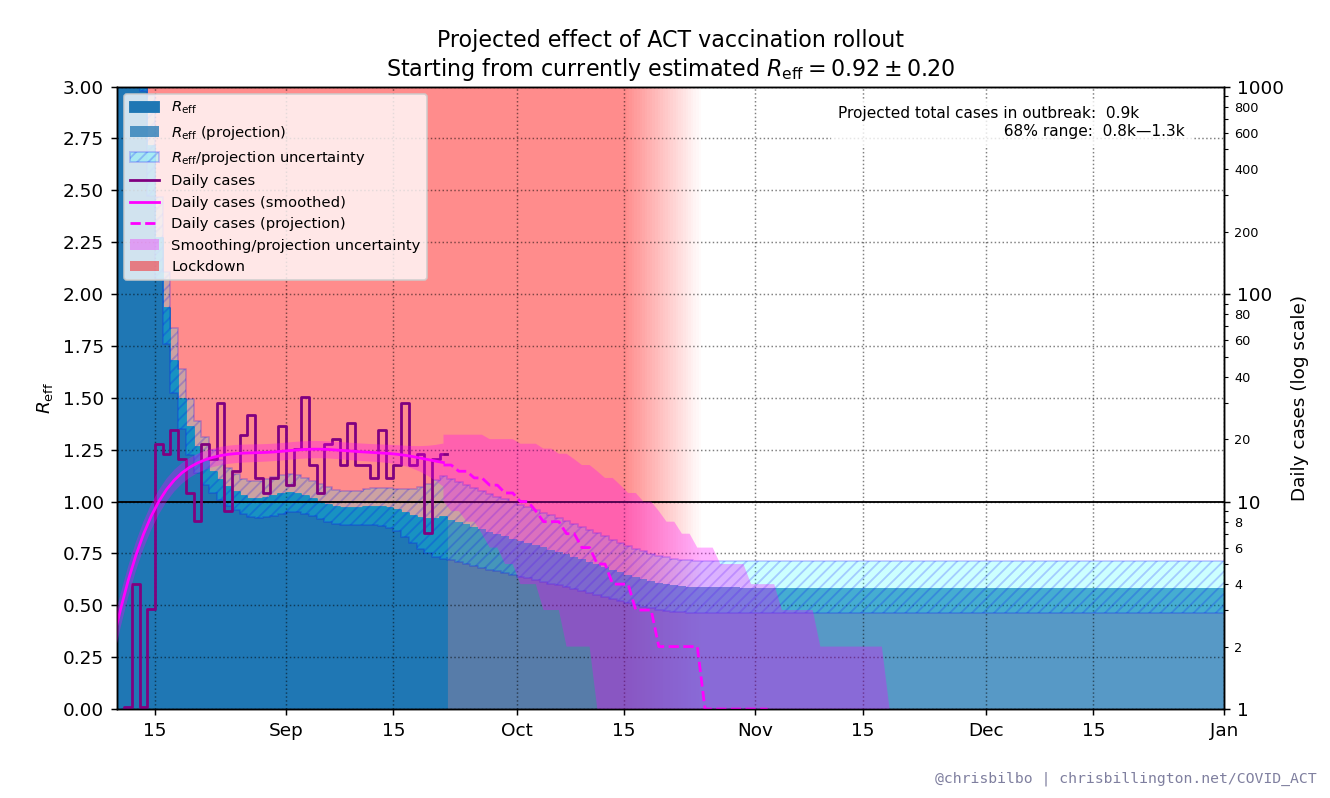 Projected effect of ACT vaccination rollout
Starting from currently estimated Reff = 0.92 ± 0.20
3.00
2.75
2.50
2.25
2.00
1.75
1.50
1.25
1.00
0.75
0.50
0.25
0.00
Reff
Reff
Reff (projection)
Reff/projection uncertainty
Daily cases
Daily cases (smoothed)
Daily cases (projection)
Smoothing/projection uncertainty
Lockdown
Projected total cases in outbreak: 0.9k
68% range: 0.8k—1.3k
1000
800
600
400
200
100
80
60
40
20
10
8
6
4
2
1
Daily cases (log scale)
15 Sep 15 Oct 15 Nov 15 Dec 15 Jan
@chrisbilbo | chrisbillington.net/COVID_ACT